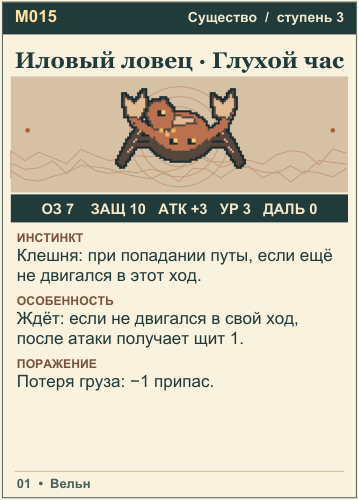 M015 Существо / ступень 3
Иловый ловец · Глухой час
ОЗ 7 ЗАЩ 10 АТК +3 УР 3 ДАЛЬ 0
ИНСТИНКТ
Клешня: при попадании путы, если ещё
не двигался в этот ход.
ОСОБЕННОСТЬ
Ждёт: если не двигался в свой ход,
после атаки получает щит 1.
ПОРАЖЕНИЕ
Потеря груза: −1 припас.
01 • Вельн